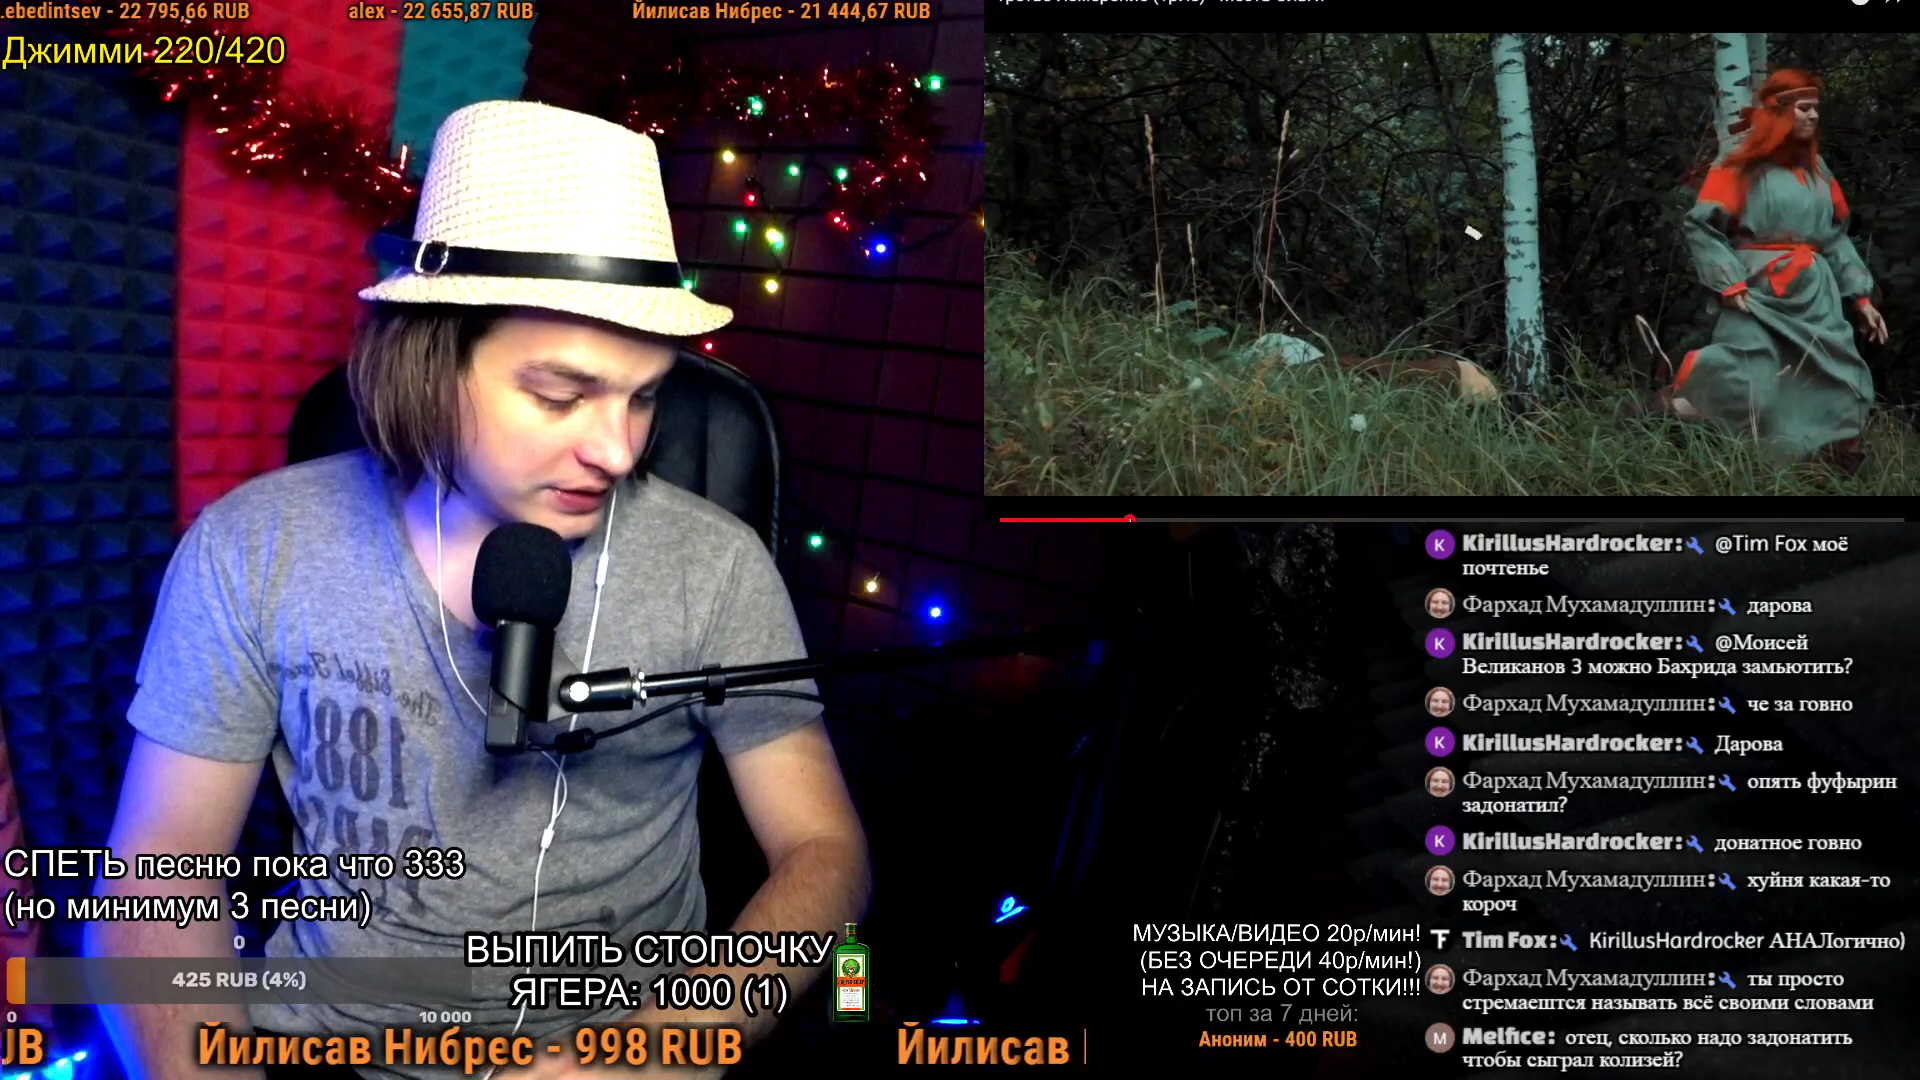 .ebedintsev - 22 795,66 RUB
alex - 22 655,87 RUB
Йилисав Нибрес - 21 444,67 RUB
Джимми 220/420
The Eiffel Tower
PARIS
СПЕТЬ песню пока что 333
(но минимум 3 песни)
0
425 RUB (4%)
0
10 000
ВЫПИТЬ СТОПОЧКУ
ЯГЕРА: 1000 (1)
JB
Йилисав Нибрес - 998 RUB
Йилисав
МУЗЫКА/ВИДЕО 20р/мин!
(БЕЗ ОЧЕРЕДИ 40р/мин!)
НА ЗАПИСЬ ОТ СОТКИ!!!
топ за 7 дней:
Аноним - 400 RUB
K KirillusHardrocker: @Tim Fox моё
почтенье
Фархад Мухамадуллин: дарова
K KirillusHardrocker: @Моисей
Великанов 3 можно Бахрида замьютить?
Фархад Мухамадуллин: че за говно
K KirillusHardrocker: Дарова
Фархад Мухамадуллин: опять фуфырин
задонатил?
K KirillusHardrocker: донатное говно
Фархад Мухамадуллин: хуйня какая-то
короч
Tim Fox: KirillusHardrocker АНАЛогично)
Фархад Мухамадуллин: ты просто
стремаештся называть всё своими словами
M Melfice: отец, сколько надо задонатить
чтобы сыграл колизей?